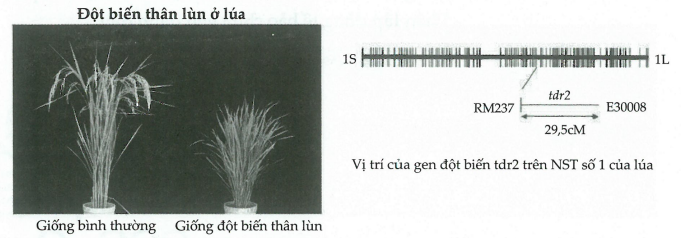 Đột biến thân lùn ở lúa
1S
1L
tdr2
RM237
E30008
29,5cM
Vị trí của gen đột biến tdr2 trên NST số 1 của lúa
Giống bình thường
Giống đột biến thân lùn